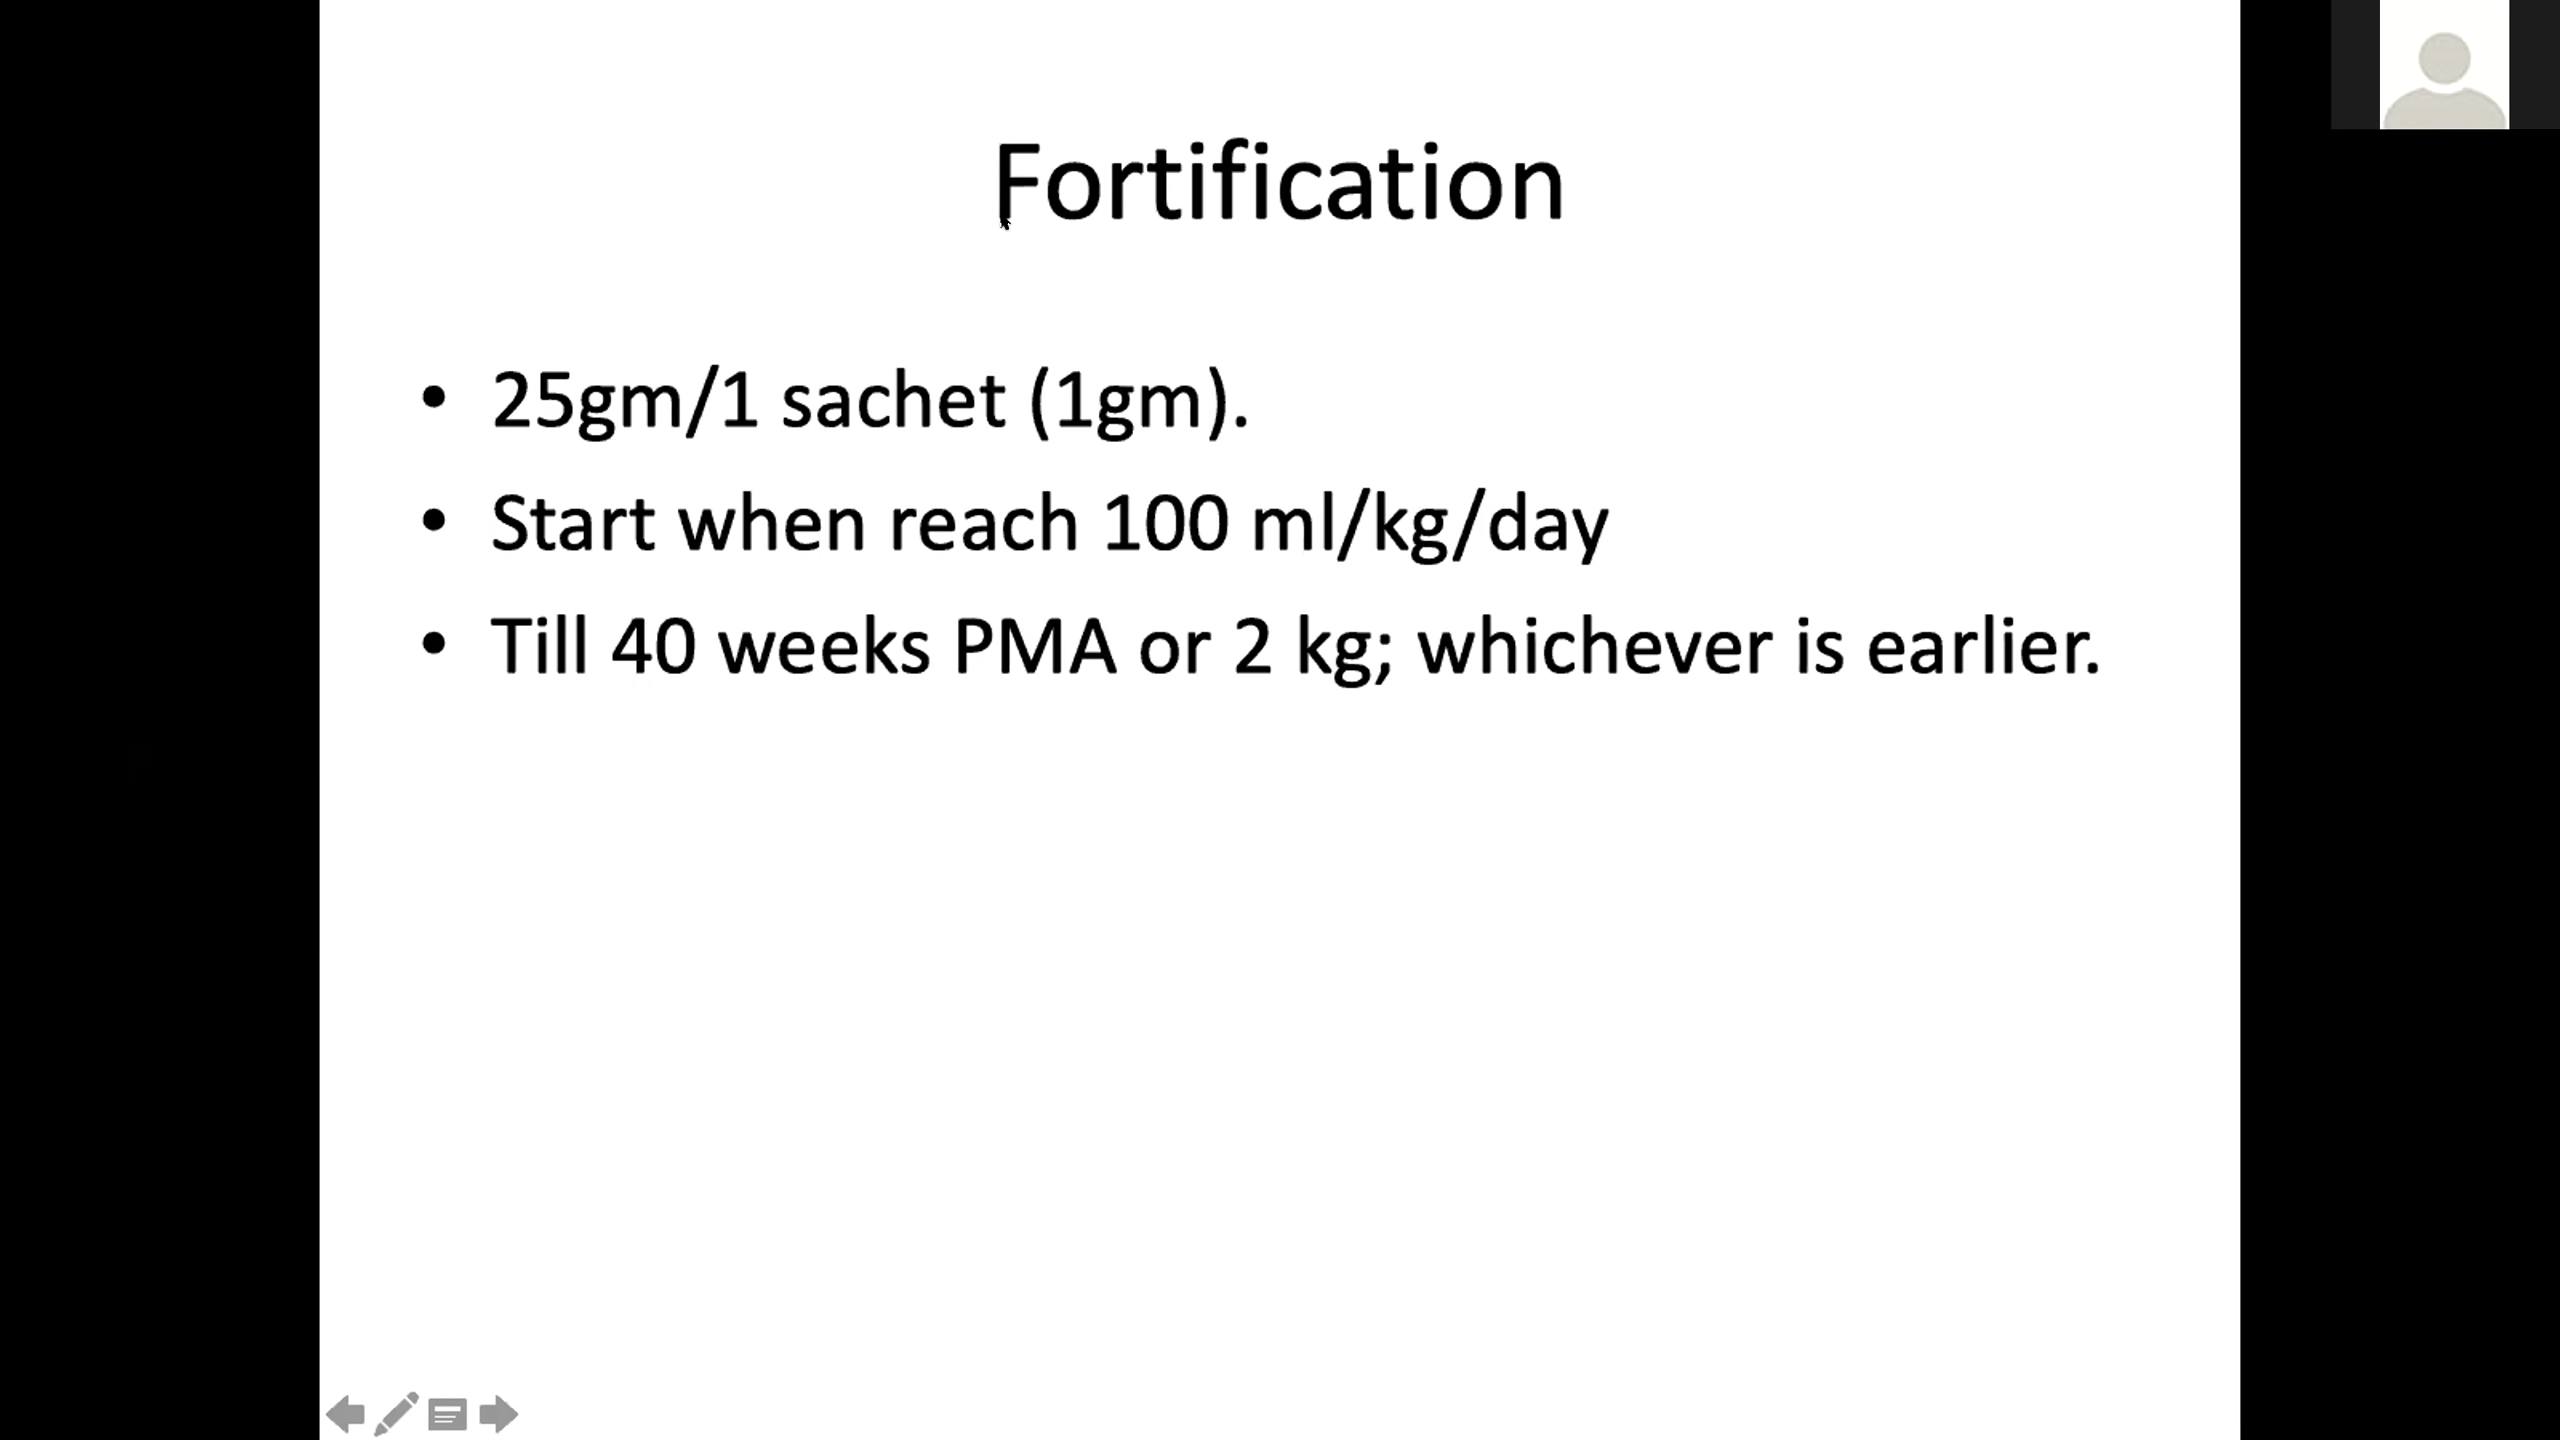 Fortification
• 25gm/1 sachet (1gm).
• Start when reach 100 ml/kg/day
• Till 40 weeks PMA or 2 kg; whichever is earlier.